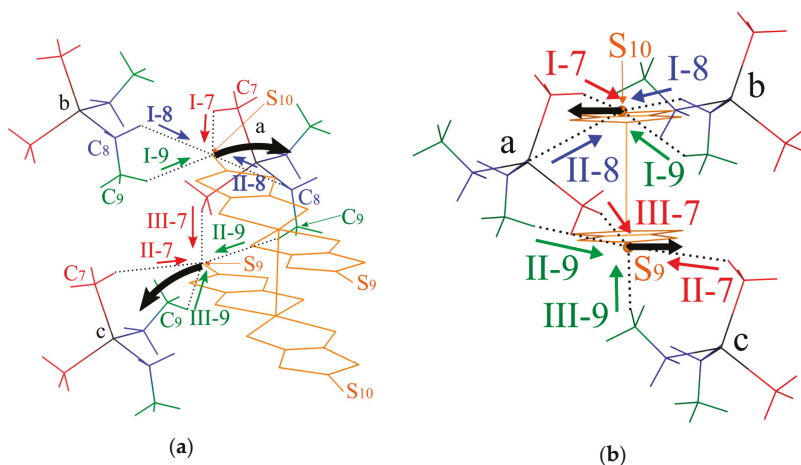 C7
S10
I-7
a
b
I-8
C8
I-9
II-8
C8
C9
III-7
C9
II-9
II-7
C7
S9
S9
C9
III-9
c
S10
(a)
S10
I-7
I-8
b
a
II-8
I-9
III-7
II-9
S9
II-7
III-9
c
(b)